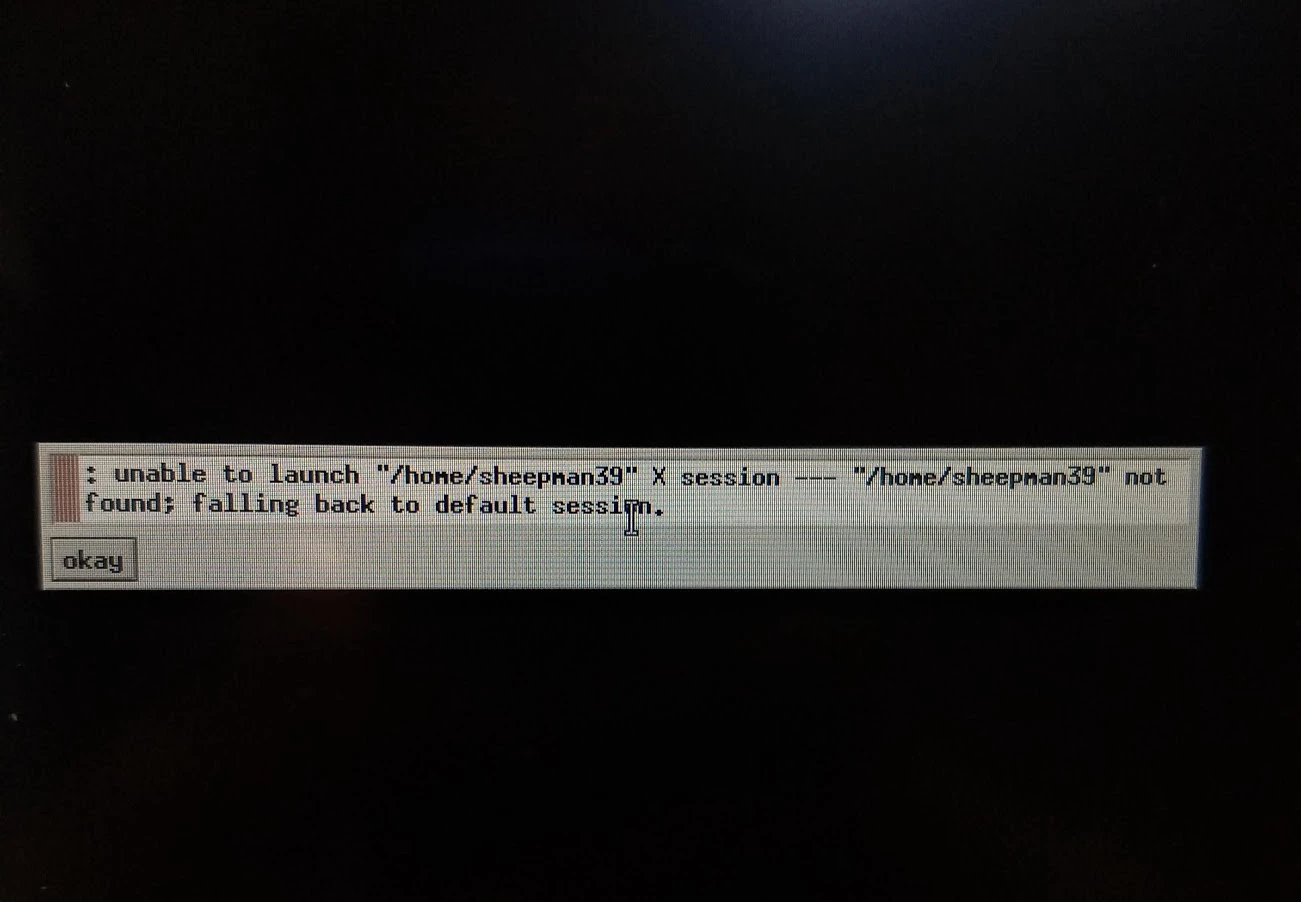 : unable to launch "/home/sheepman39" X session --- "/home/sheepman39" not
found; falling back to default session.
okay